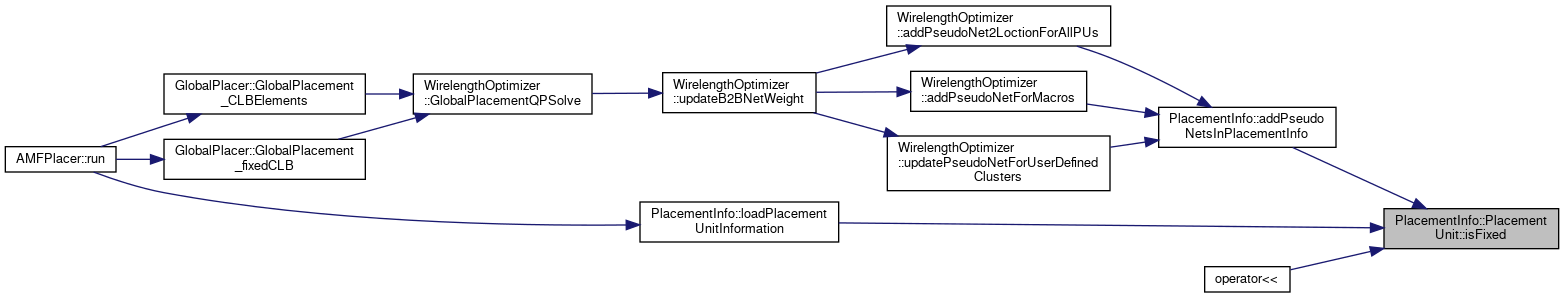 WirelengthOptimizer
::addPseudoNet2LoctionForAllPUs
GlobalPlacer::GlobalPlacement
_CLBElements
WirelengthOptimizer
::GlobalPlacementQPSolve
WirelengthOptimizer
::updateB2BNetWeight
WirelengthOptimizer
::addPseudoNetForMacros
PlacementInfo::addPseudo
NetsInPlacementInfo
AMFPlacer::run
GlobalPlacer::GlobalPlacement
_fixedCLB
WirelengthOptimizer
::updatePseudoNetForUserDefined
Clusters
PlacementInfo::loadPlacement
UnitInformation
PlacementInfo::Placement
Unit::isFixed
operator<<